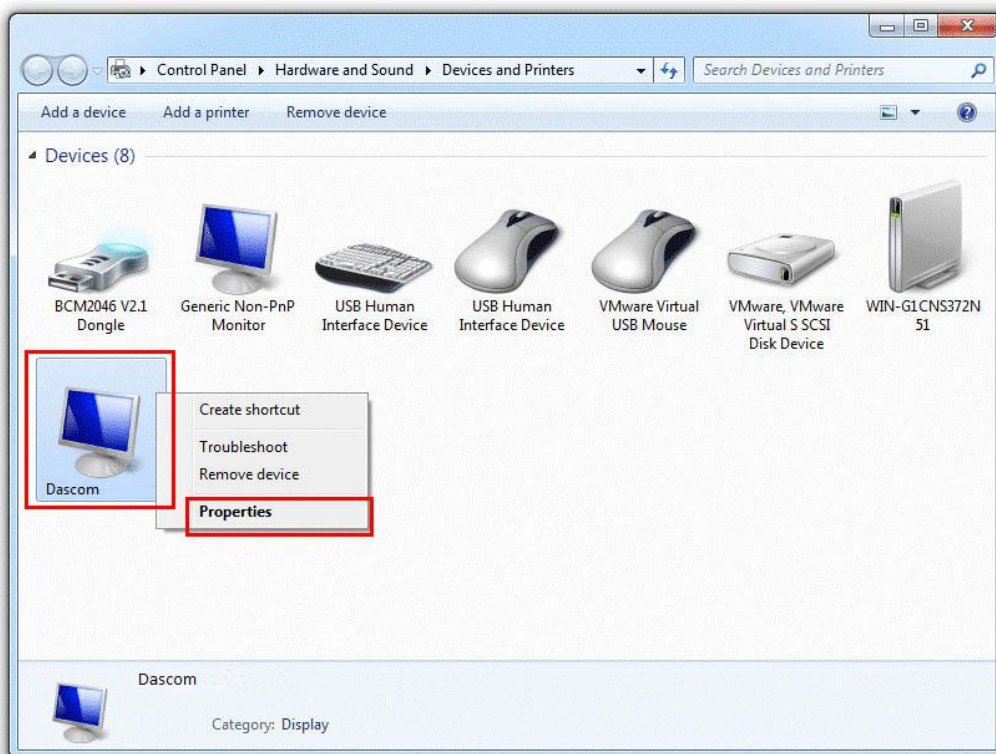 Control Panel Hardware and Sound Devices and Printers Search Devices and Printers
Add a device Add a printer Remove device
Devices (8)
BCM2046 V2.1
Dongle
Generic Non-PnP
Monitor
USB Human
Interface Device
USB Human
Interface Device
VMware Virtual
USB Mouse
VMware, VMware
Virtual S SCSI
Disk Device
WIN-G1CNS372N
51
Dascom
Create shortcut
Troubleshoot
Remove device
Properties
Dascom
Category: Display